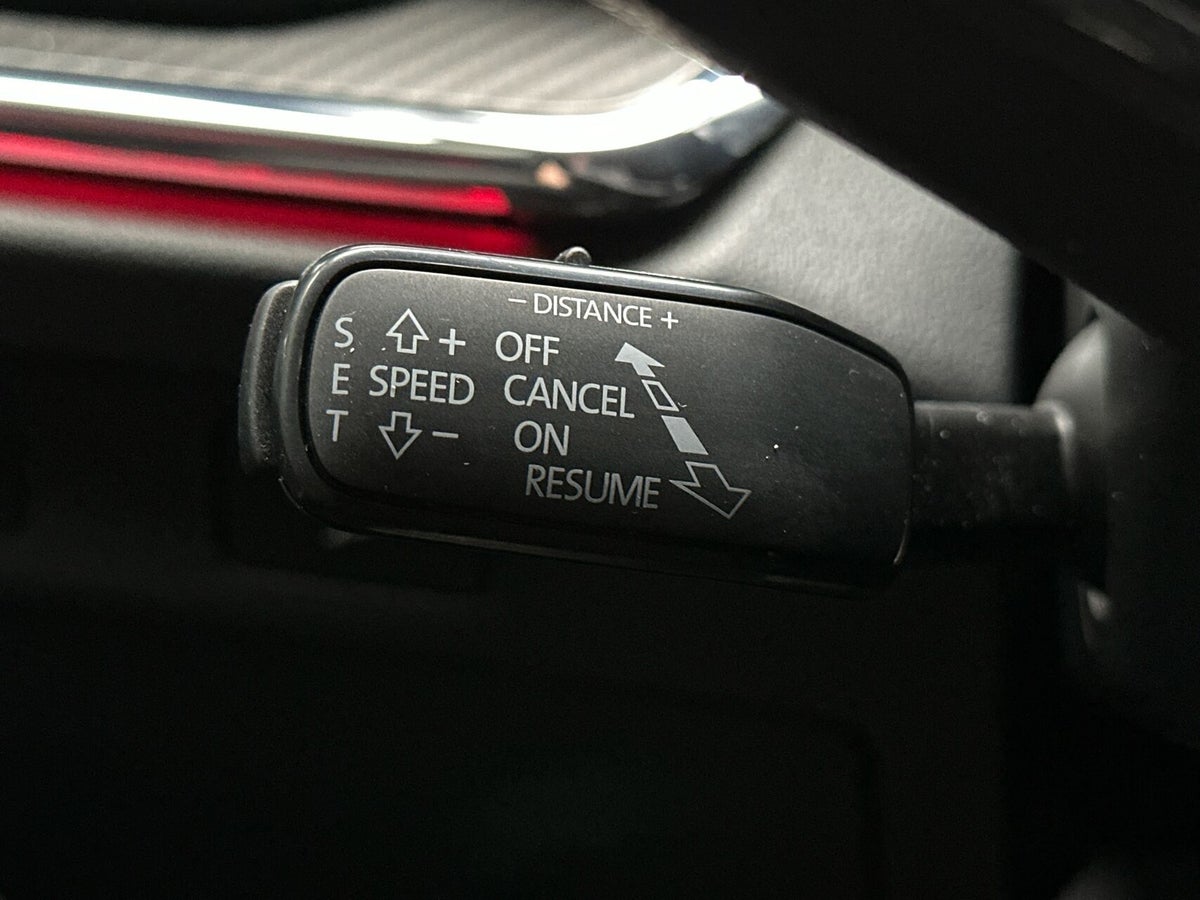 − DISTANCE +
S + OFF
E SPEED CANCEL
T − ON
RESUME